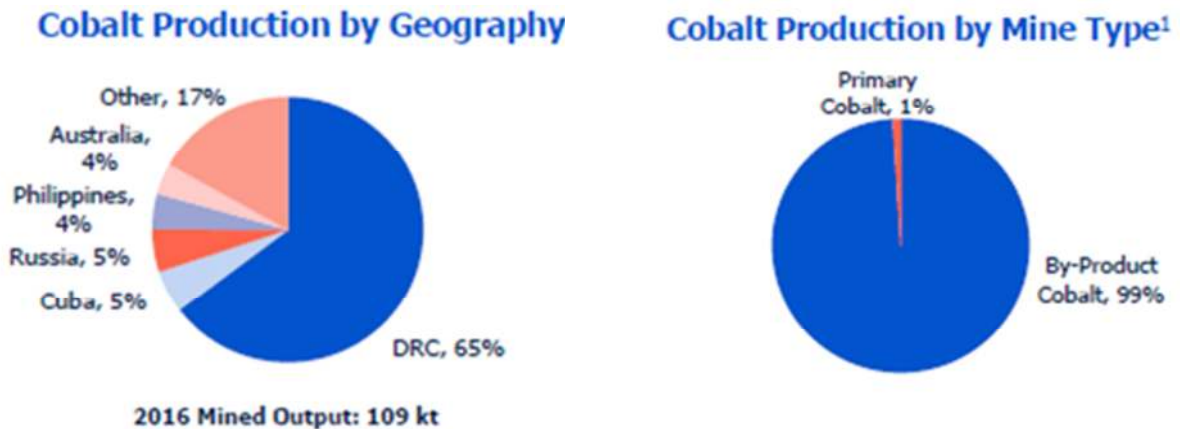 Cobalt Production by Geography
Other, 17%
Australia,
4%
Philippines,
4%
Russia, 5%
Cuba, 5%
DRC, 65%
2016 Mined Output: 109 kt
Cobalt Production by Mine Type¹
Primary
Cobalt, 1%
By-Product
Cobalt, 99%